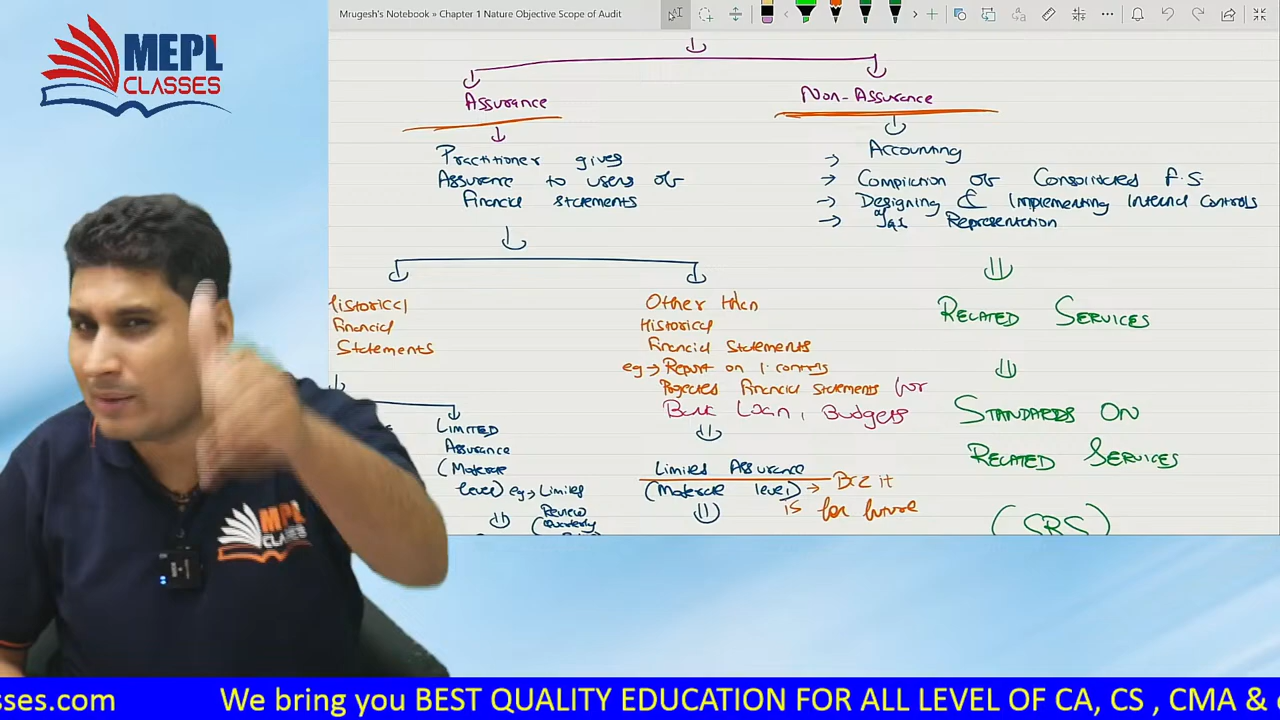 Mrugesh's Notebook » Chapter 1 Nature Objective Scope of Audit
MEPL
CLASSES
Assurance
Non-Assurance
Practitioner gives
Assurance to users of
Financial statements
→ Accounting
→ Compilation of Consolidated F.S
→ Designing & Implementing Internal Controls
→ Representation
Historical
Financial
Statements
Other than
Historical
Financial Statements
eg → Report on I. controls
Projected Financial Statements for
Bank Loan, Budgets
RELATED SERVICES
STANDARDS ON
RELATED SERVICES
(SRS)
LIMITED
Assurance
(Moderate
level) eg → Limited
Review
(Quarterly
Limited Assurance
(Moderate level) → Bcz it
is for future
MEPL
CLASSES
sses.com We bring you BEST QUALITY EDUCATION FOR ALL LEVEL OF CA, CS , CMA &